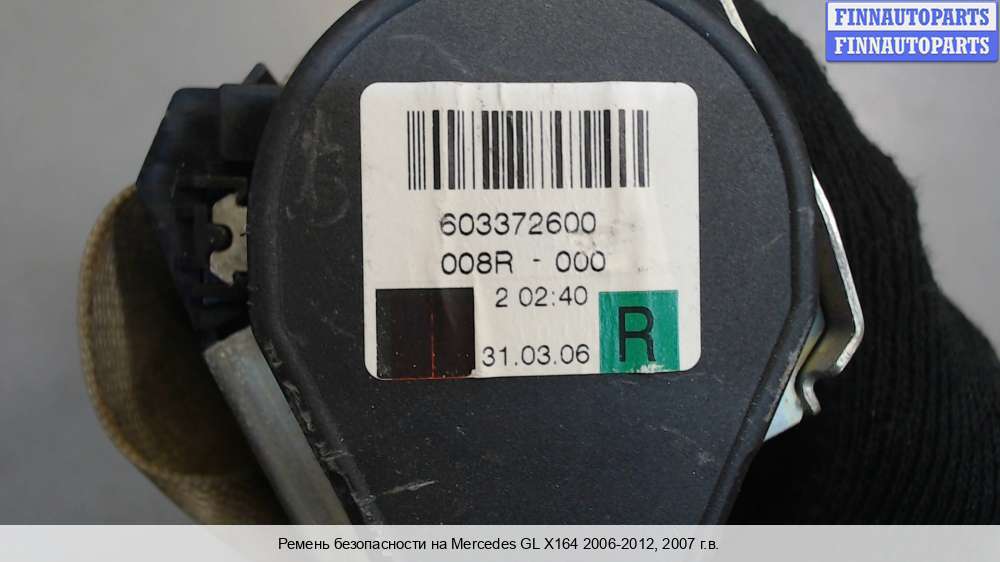 FINNAUTOPARTS
FINNAUTOPARTS
603372600
008R - 000
2 02:40
31.03.06
R
Ремень безопасности на Mercedes GL X164 2006-2012, 2007 г.в.